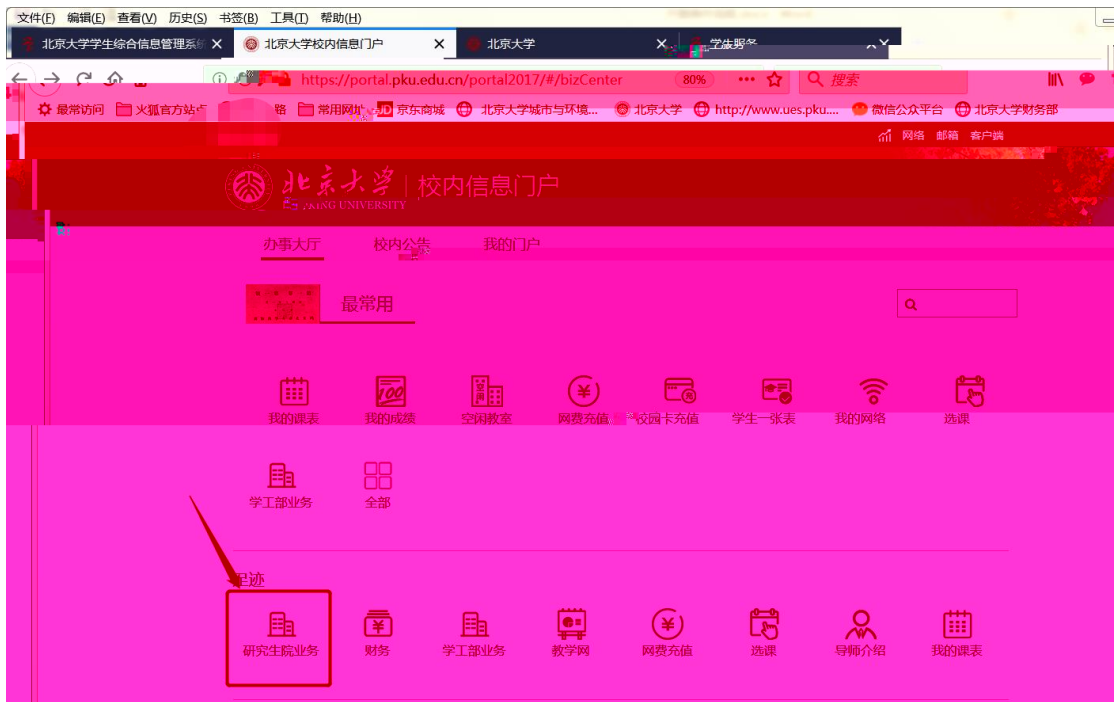 文件(F) 编辑(E) 查看(V) 历史(S) 书签(B) 工具(T) 帮助(H)
北京大学学生综合信息管理系统 北京大学校内信息门户 北京大学
https://portal.pku.edu.cn/portal2017/#/bizCenter 80% 搜索
最常访问 火狐官方站点 常用网址 JD 京东商城 北京大学城市与环境... 北京大学 http://www.ues.pku.... 微信公众平台 北京大学财务部
网络 邮箱 客户端
北京大学 校内信息门户
PEKING UNIVERSITY
办事大厅 校内公告 我的门户
最常用
我的课表 我的成绩 空闲教室 网费充值 校园卡充值 学生一张表 我的网络 选课
学工部业务 全部
足迹
研究生院业务 财务 学工部业务 教学网 网费充值 选课 导师介绍 我的课表